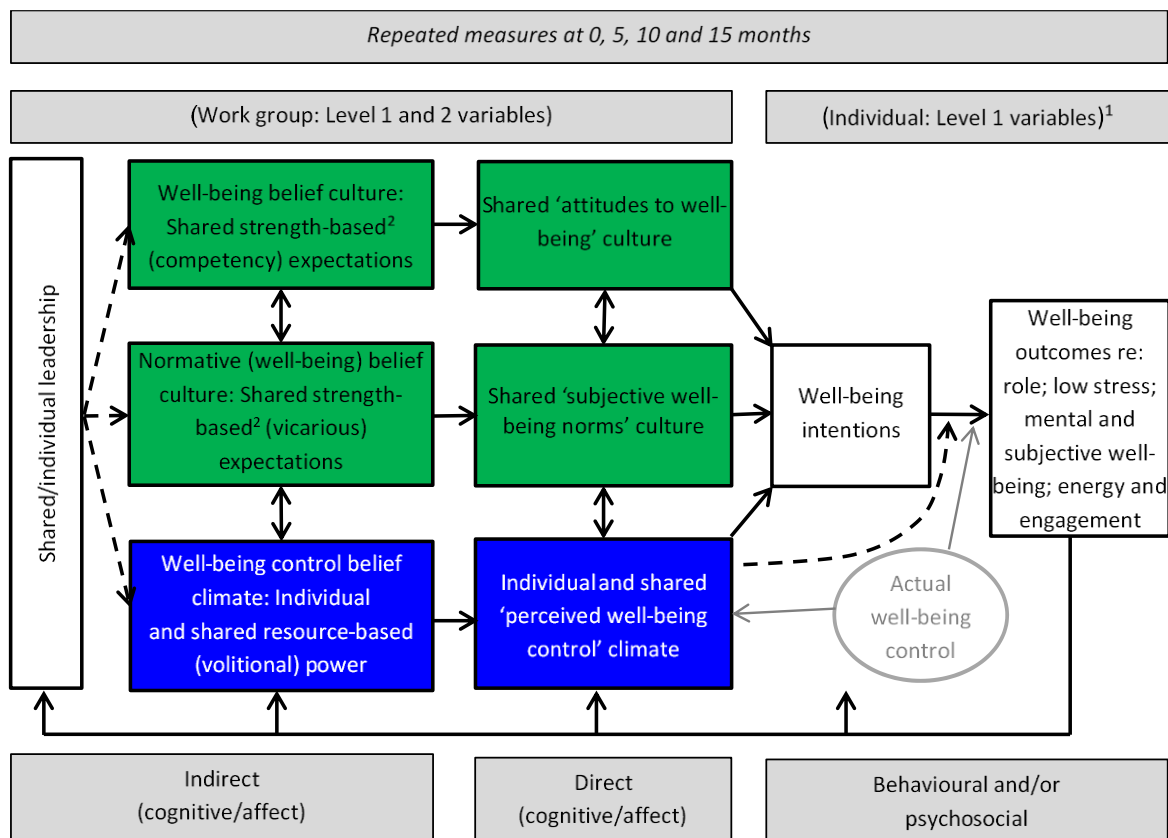 Repeated measures at 0, 5, 10 and 15 months
(Work group: Level 1 and 2 variables)
(Individual: Level 1 variables)¹
Shared/individual leadership
Well-being belief culture:
Shared strength-based²
(competency) expectations
Shared ‘attitudes to well-
being’ culture
Normative (well-being) belief
culture: Shared strength-
based² (vicarious)
expectations
Shared ‘subjective well-
being norms’ culture
Well-being
intentions
Well-being
outcomes re:
role; low stress;
mental and
subjective well-
being; energy and
engagement
Well-being control belief
climate: Individual
and shared resource-based
(volitional) power
Individual and shared
‘perceived well-being
control’ climate
Actual
well-being
control
Indirect
(cognitive/affect)
Direct
(cognitive/affect)
Behavioural and/or
psychosocial